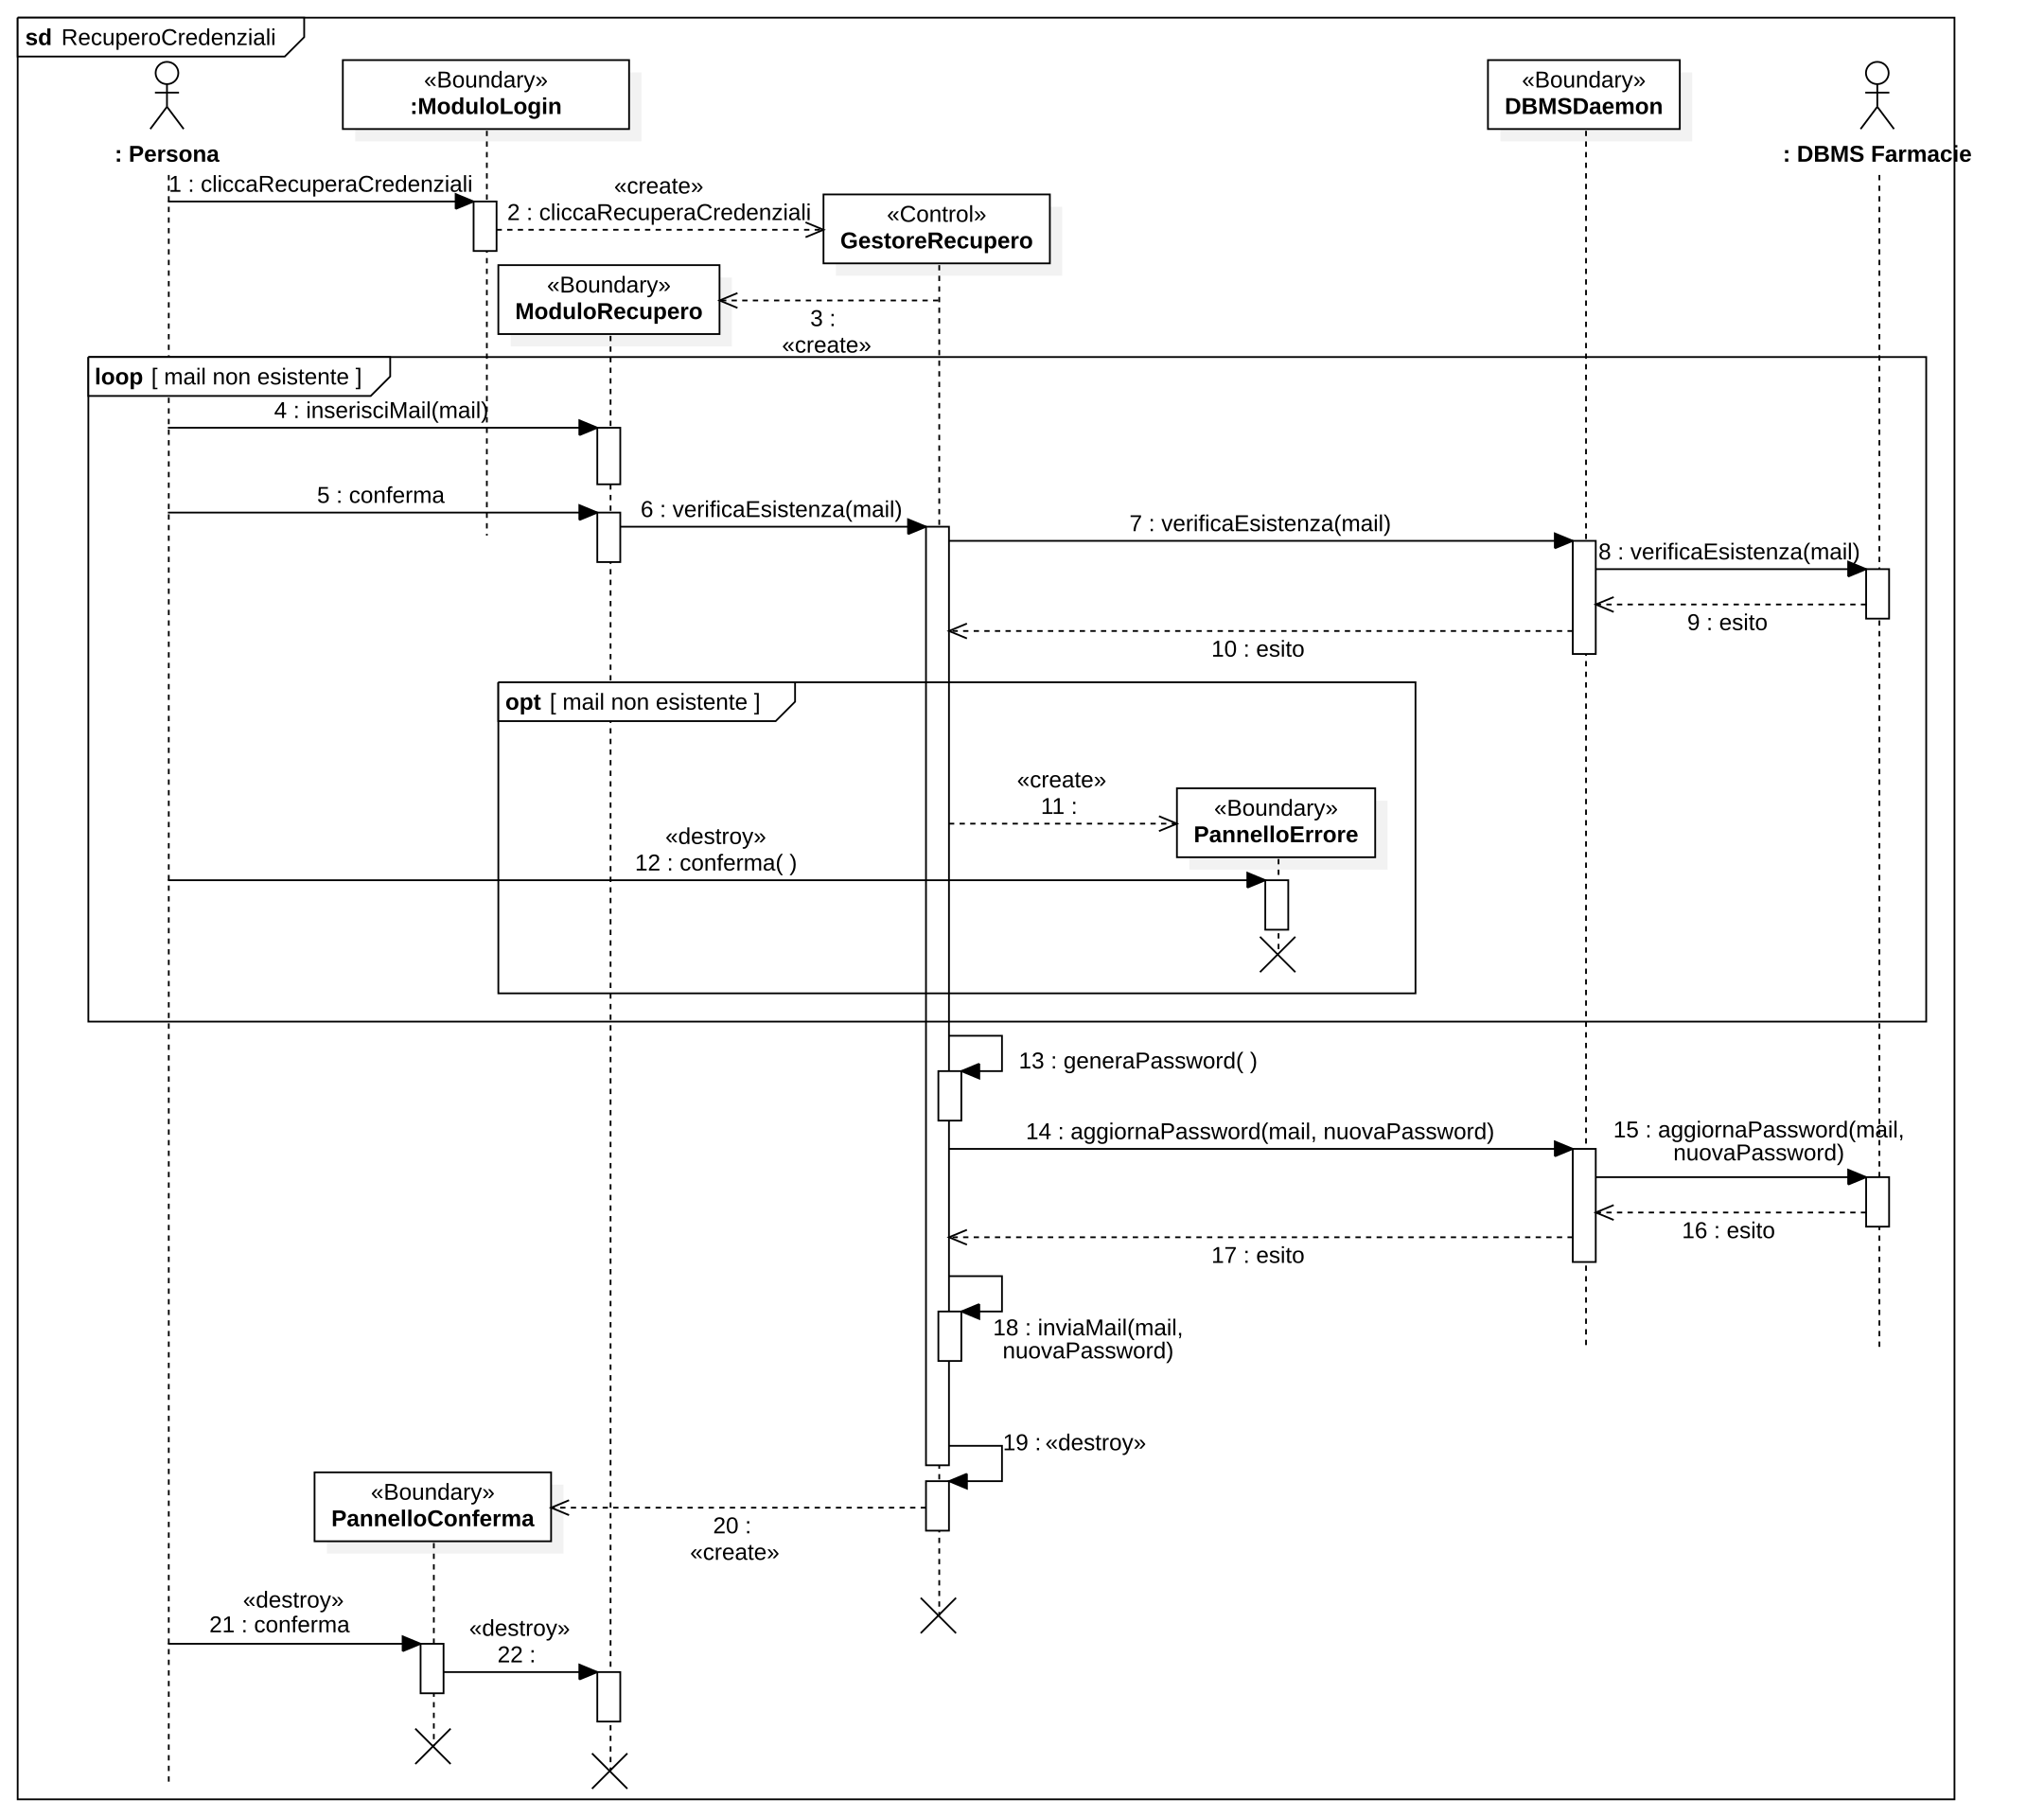 sd RecuperoCredenziali
«Boundary»
:ModuloLogin
«Boundary»
DBMSDaemon
: Persona
: DBMS Farmacie
1 : cliccaRecuperaCredenziali
«create»
2 : cliccaRecuperaCredenziali
«Control»
GestoreRecupero
«Boundary»
ModuloRecupero
3 :
«create»
loop [ mail non esistente ]
4 : inserisciMail(mail)
5 : conferma
6 : verificaEsistenza(mail)
7 : verificaEsistenza(mail)
8 : verificaEsistenza(mail)
9 : esito
10 : esito
opt [ mail non esistente ]
«create»
11 :
«Boundary»
PannelloErrore
«destroy»
12 : conferma( )
13 : generaPassword( )
14 : aggiornaPassword(mail, nuovaPassword)
15 : aggiornaPassword(mail,
nuovaPassword)
16 : esito
17 : esito
18 : inviaMail(mail,
nuovaPassword)
19 : «destroy»
«Boundary»
PannelloConferma
20 :
«create»
«destroy»
21 : conferma
«destroy»
22 :